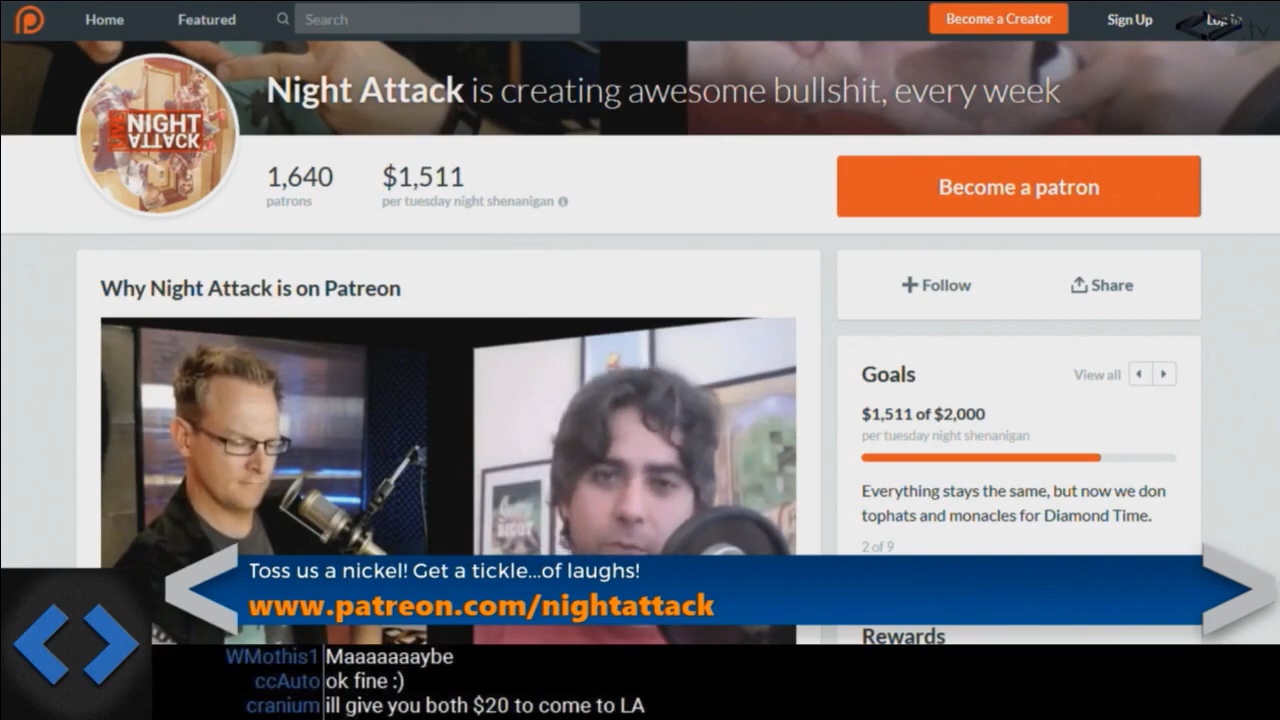 Home Featured Search Become a Creator Sign Up Log in
.tv
Night Attack is creating awesome bullshit, every week
LIVE NIGHT
ATTACK
1,640 $1,511
patrons per tuesday night shenanigan
Become a patron
Why Night Attack is on Patreon
Follow Share
Goals View all
$1,511 of $2,000
per tuesday night shenanigan
Everything stays the same, but now we don
tophats and monacles for Diamond Time.
2 of 9
Toss us a nickel! Get a tickle...of laughs!
www.patreon.com/nightattack
Rewards
WMothis1 Maaaaaaaybe
ccAuto ok fine :)
cranium ill give you both $20 to come to LA